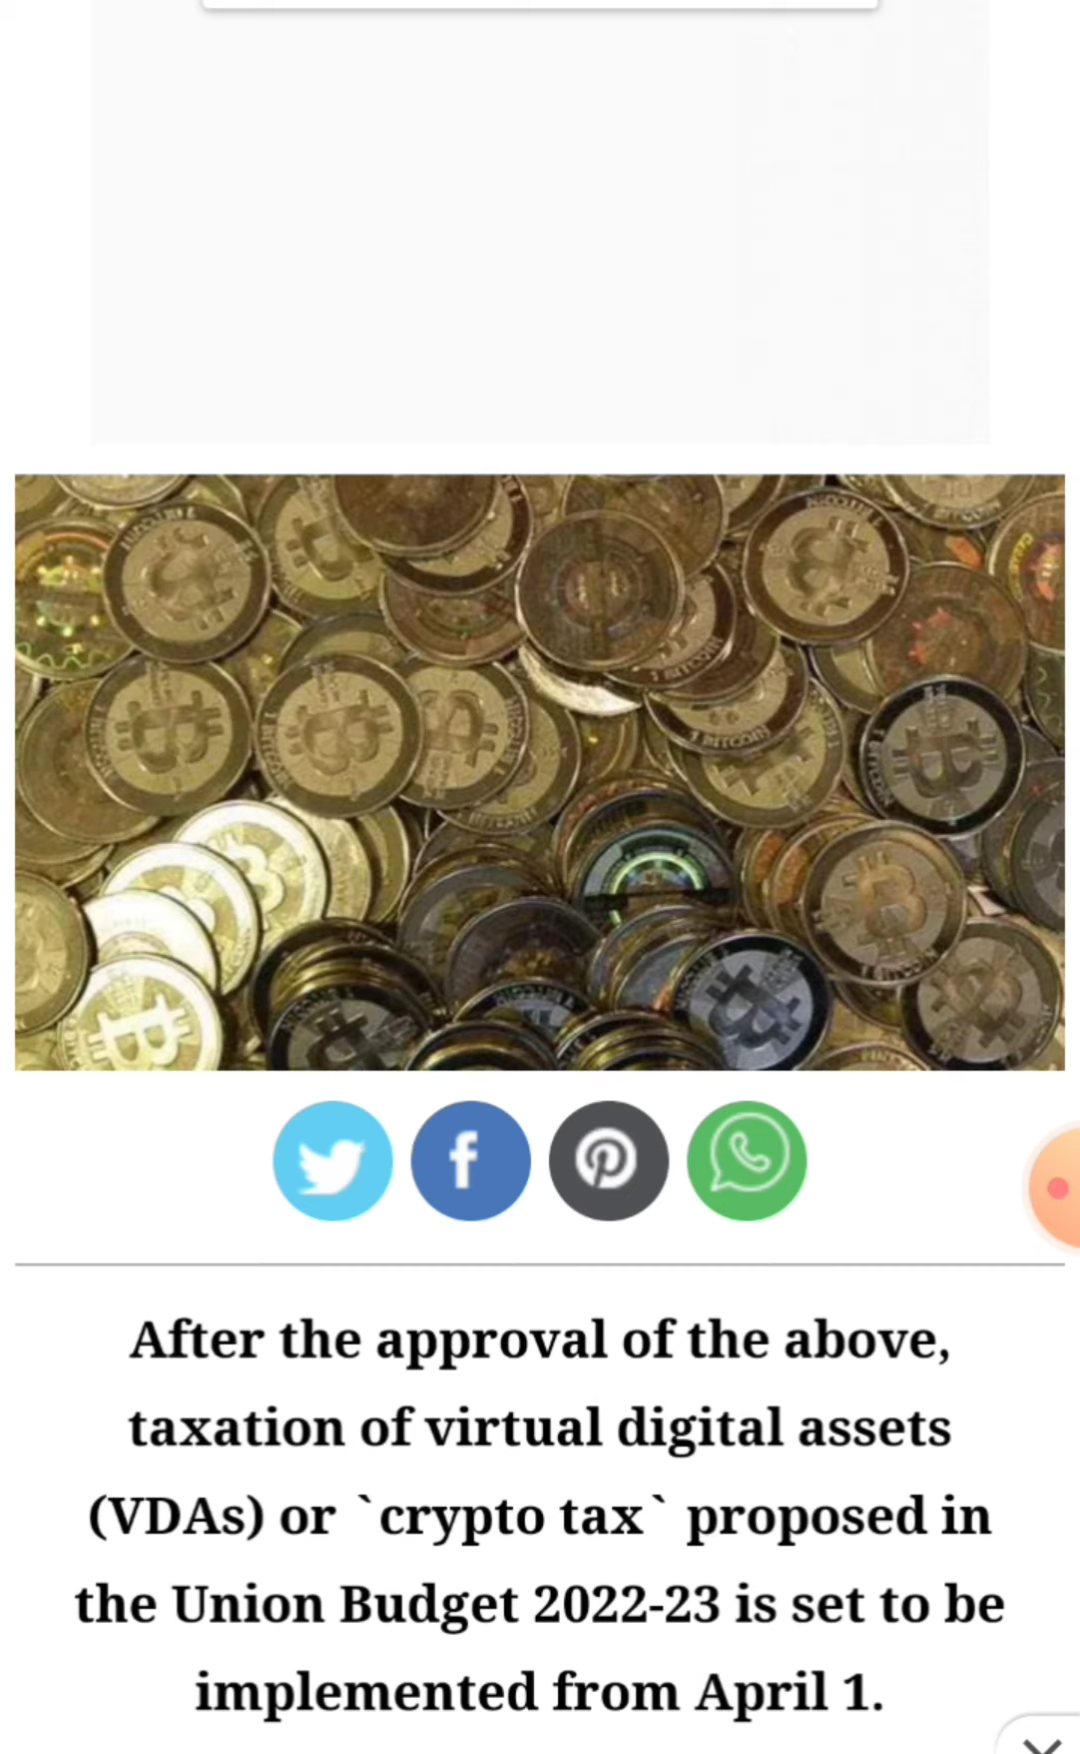 After the approval of the above,
taxation of virtual digital assets
(VDAs) or `crypto tax` proposed in
the Union Budget 2022-23 is set to be
implemented from April 1.